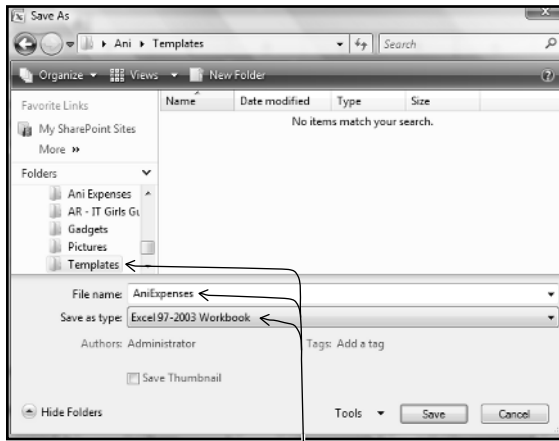 Save As
Ani Templates Search
Organize Views New Folder
Favorite Links Name Date modified Type Size
No items match your search.
My SharePoint Sites
More »
Folders
Ani Expenses
AR - IT Girls Gu
Gadgets
Pictures
Templates
File name: AniExpenses
Save as type: Excel 97-2003 Workbook
Authors: Administrator Tags: Add a tag
Save Thumbnail
Hide Folders Tools Save Cancel